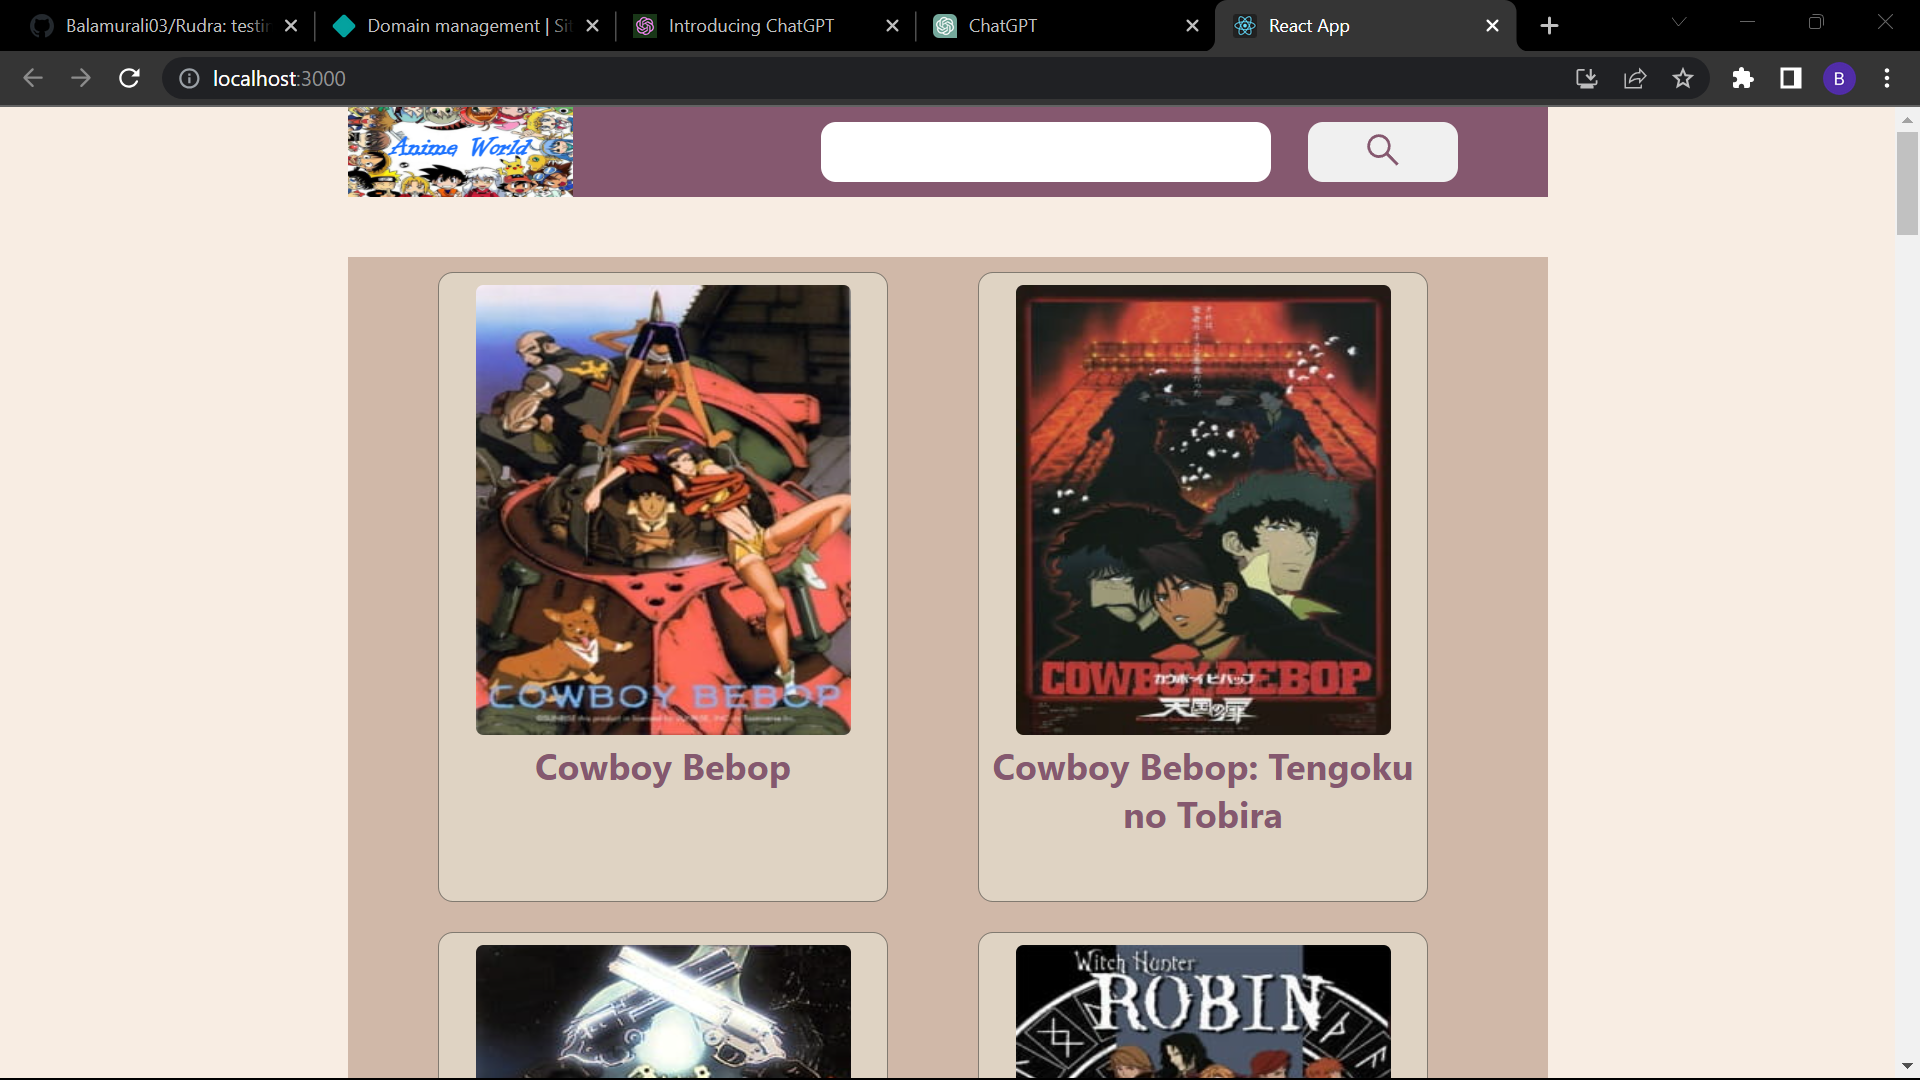 Balamurali03/Rudra: testin
Domain management | Sit
Introducing ChatGPT
ChatGPT
React App
localhost:3000
B
Anime World
COWBOY BEBOP
COWBOY BEBOP
カウボーイビバップ
天国の扉
Cowboy Bebop
Cowboy Bebop: Tengoku
no Tobira
Witch Hunter
ROBIN